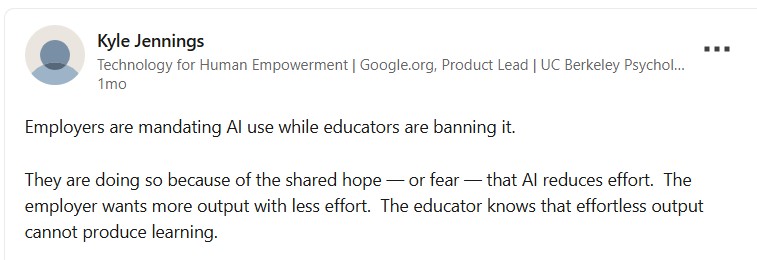 Kyle Jennings
Technology for Human Empowerment | Google.org, Product Lead | UC Berkeley Psychol...
1mo
Employers are mandating AI use while educators are banning it.
They are doing so because of the shared hope — or fear — that AI reduces effort.  The
employer wants more output with less effort.  The educator knows that effortless output
cannot produce learning.